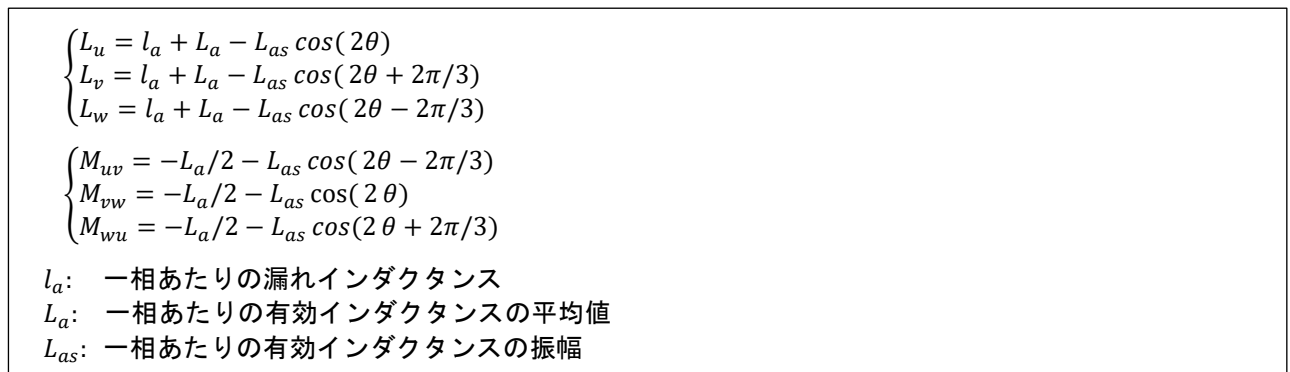 L_u = l_a + L_a − L_as cos( 2θ)
L_v = l_a + L_a − L_as cos( 2θ + 2π/3)
L_w = l_a + L_a − L_as cos( 2θ − 2π/3)
M_uv = −L_a/2 − L_as cos( 2θ − 2π/3)
M_vw = −L_a/2 − L_as cos( 2 θ)
M_wu = −L_a/2 − L_as cos(2 θ + 2π/3)
l_a: 一相あたりの漏れインダクタンス
L_a: 一相あたりの有効インダクタンスの平均値
L_as: 一相あたりの有効インダクタンスの振幅